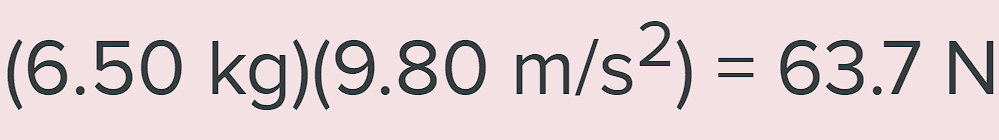 (6.50 kg)(9.80 m/s²) = 63.7 N